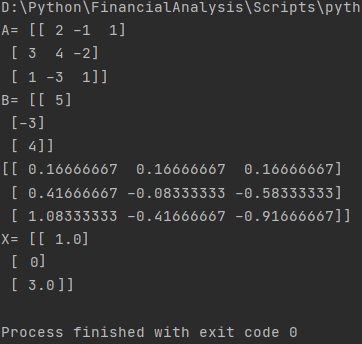 D:\Python\FinancialAnalysis\Scripts\pyth
A= [[ 2 -1  1]
 [ 3  4 -2]
 [ 1 -3  1]]
B= [[ 5]
 [-3]
 [ 4]]
[[ 0.16666667  0.16666667  0.16666667]
 [ 0.41666667 -0.08333333 -0.58333333]
 [ 1.08333333 -0.41666667 -0.91666667]]
X= [[ 1.0]
 [ 0]
 [ 3.0]]
Process finished with exit code 0